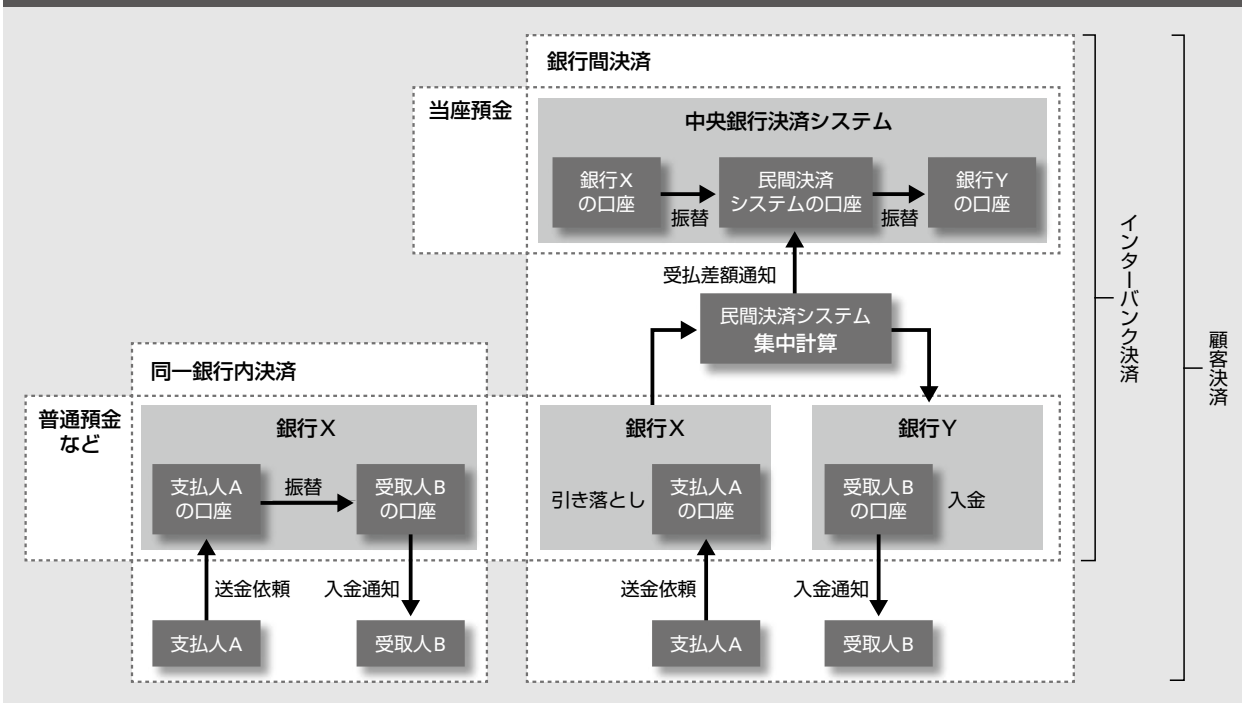 銀行間決済
当座預金
中央銀行決済システム
銀行X
の口座
振替
民間決済
システムの口座
振替
銀行Y
の口座
受払差額通知
民間決済システム
集中計算
インターバンク決済
顧客決済
同一銀行内決済
普通預金
など
銀行X
支払人A
の口座
振替
受取人B
の口座
送金依頼
入金通知
支払人A
受取人B
銀行X
引き落とし
支払人A
の口座
銀行Y
受取人B
の口座
入金
送金依頼
入金通知
支払人A
受取人B